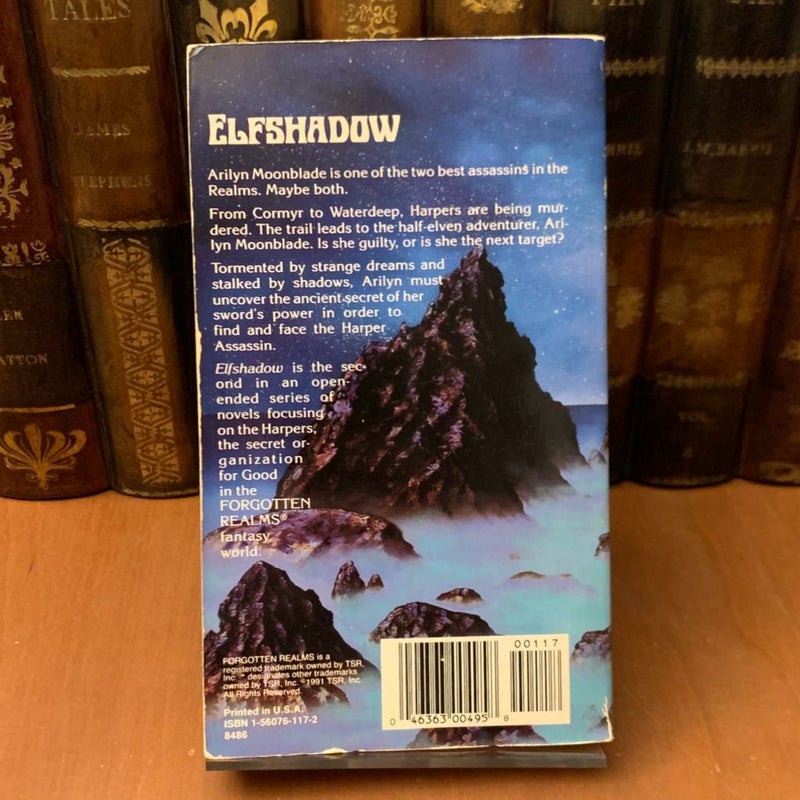 TALES
JAMES
STEPHENS
ATTON
J.M. BARRIE
VOL
ELFSHADOW
Arilyn Moonblade is one of the two best assassins in the
Realms. Maybe both.
From Cormyr to Waterdeep, Harpers are being mur-
dered. The trail leads to the half-elven adventurer, Ari-
lyn Moonblade. Is she guilty, or is she the next target?
Tormented by strange dreams and
stalked by shadows, Arilyn must
uncover the ancient secret of her
sword's power in order to
find and face the Harper
Assassin.
Elfshadow is the sec-
ond in an open-
ended series of
novels focusing
on the Harpers,
the secret or-
ganization
for Good
in the
FORGOTTEN
REALMS®
fantasy
world.
FORGOTTEN REALMS is a
registered trademark owned by TSR,
Inc. ™ designates other trademarks
owned by TSR, Inc. ©1991 TSR, Inc.
All Rights Reserved.
Printed in U.S.A.
ISBN 1-56076-117-2
8486
00117
0 46363 00495 8